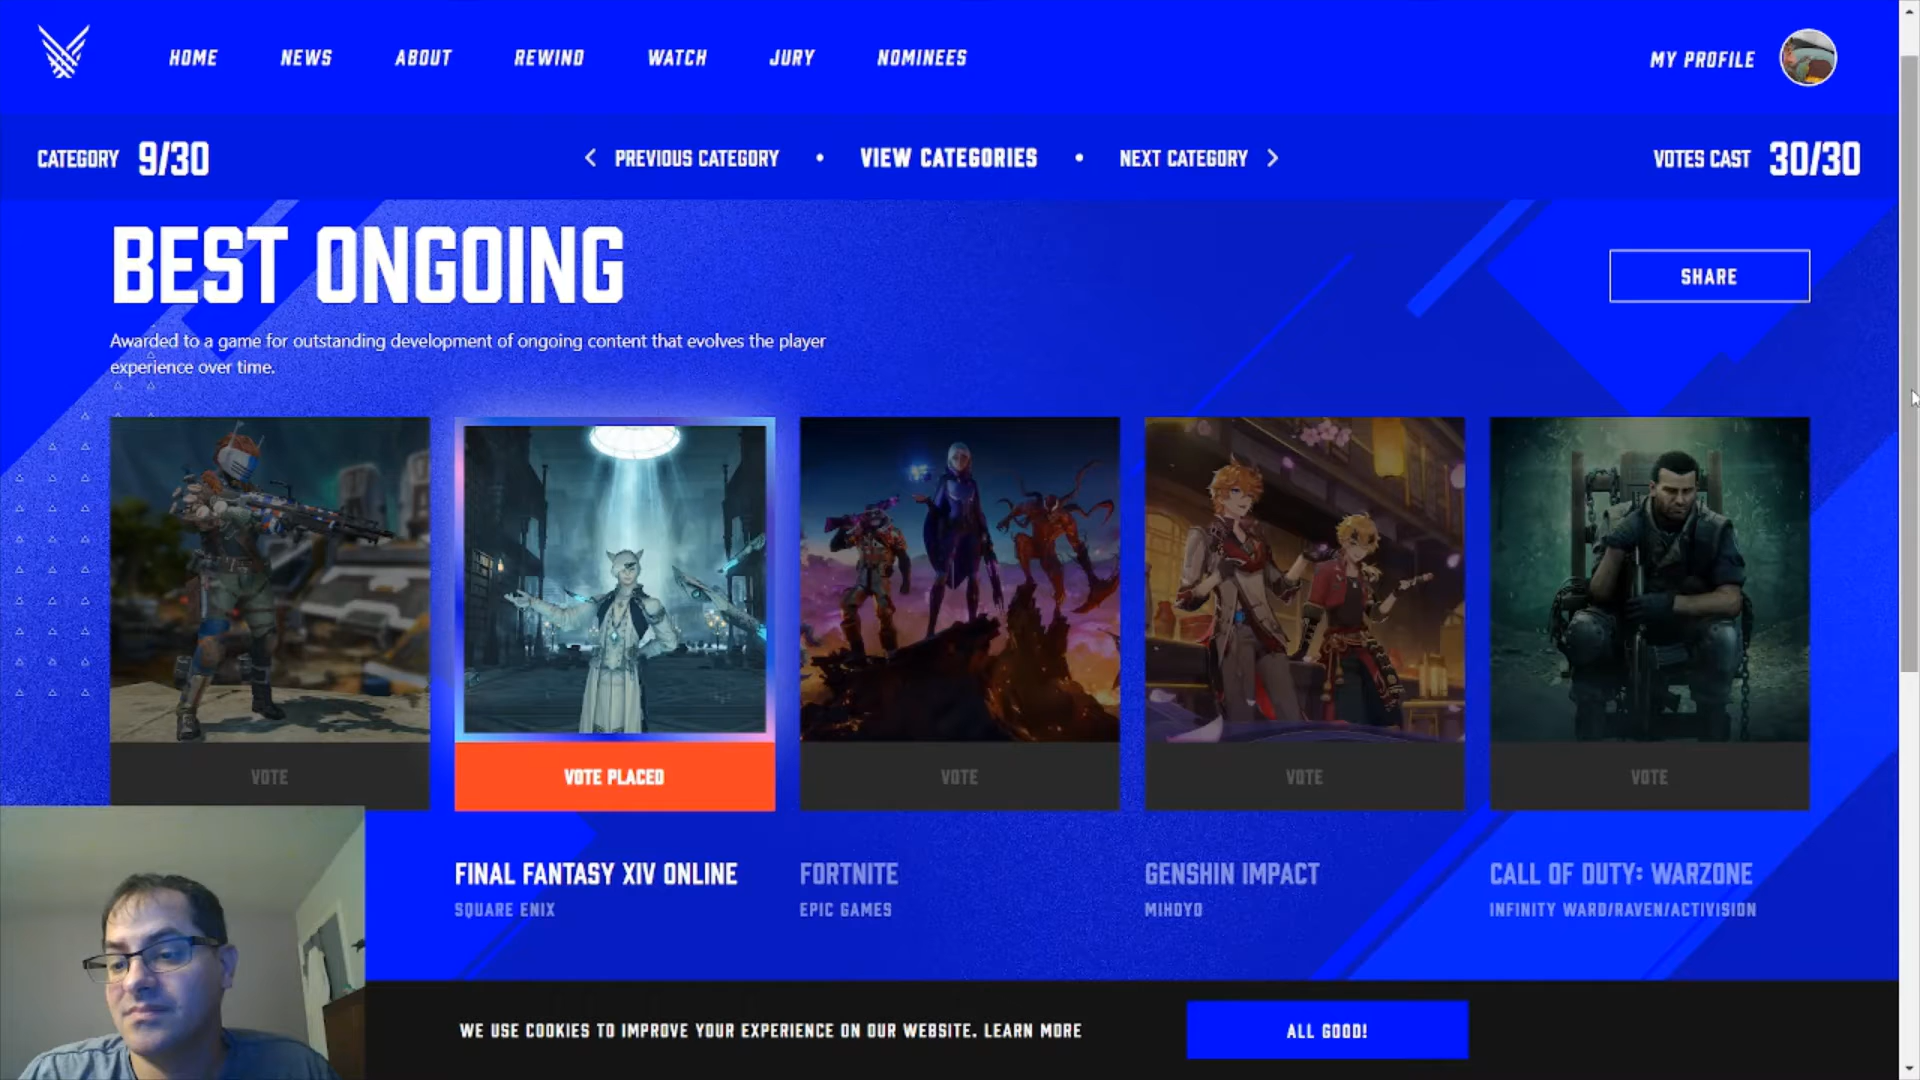 HOME NEWS ABOUT REWIND WATCH JURY NOMINEES MY PROFILE
CATEGORY 9/30 PREVIOUS CATEGORY • VIEW CATEGORIES • NEXT CATEGORY VOTES CAST 30/30
BEST ONGOING
SHARE
Awarded to a game for outstanding development of ongoing content that evolves the player
experience over time.
VOTE VOTE PLACED VOTE VOTE VOTE
FINAL FANTASY XIV ONLINE FORTNITE GENSHIN IMPACT CALL OF DUTY: WARZONE
SQUARE ENIX EPIC GAMES MIHOYO INFINITY WARD/RAVEN/ACTIVISION
WE USE COOKIES TO IMPROVE YOUR EXPERIENCE ON OUR WEBSITE. LEARN MORE ALL GOOD!